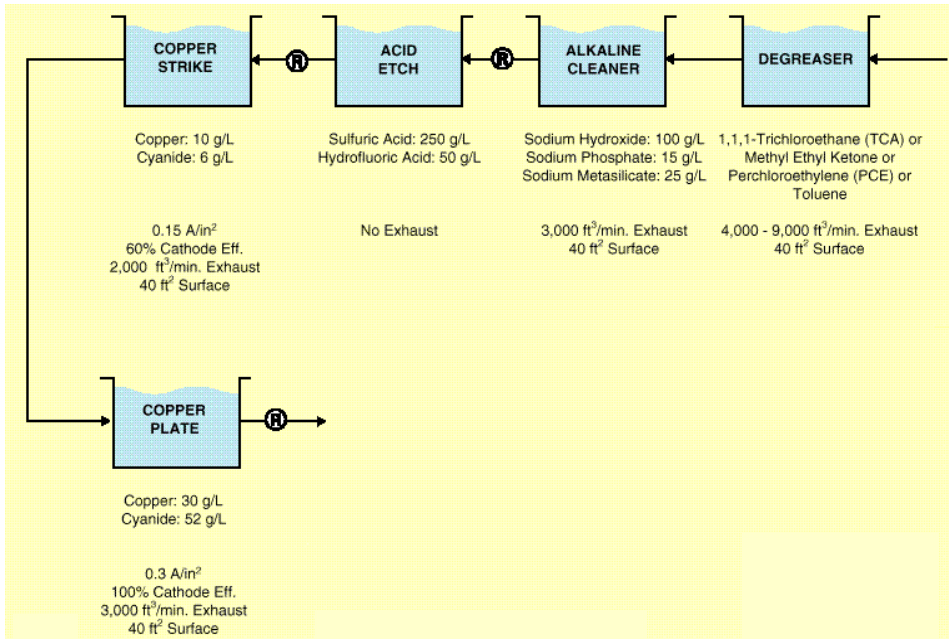 COPPER
STRIKE
R
ACID
ETCH
R
ALKALINE
CLEANER
DEGREASER
Copper: 10 g/L
Cyanide: 6 g/L
Sulfuric Acid: 250 g/L
Hydrofluoric Acid: 50 g/L
Sodium Hydroxide: 100 g/L
Sodium Phosphate: 15 g/L
Sodium Metasilicate: 25 g/L
1,1,1-Trichloroethane (TCA) or
Methyl Ethyl Ketone or
Perchloroethylene (PCE) or
Toluene
0.15 A/in²
60% Cathode Eff.
2,000 ft³/min. Exhaust
40 ft² Surface
No Exhaust
3,000 ft³/min. Exhaust
40 ft² Surface
4,000 - 9,000 ft³/min. Exhaust
40 ft² Surface
COPPER
PLATE
R
Copper: 30 g/L
Cyanide: 52 g/L
0.3 A/in²
100% Cathode Eff.
3,000 ft³/min. Exhaust
40 ft² Surface